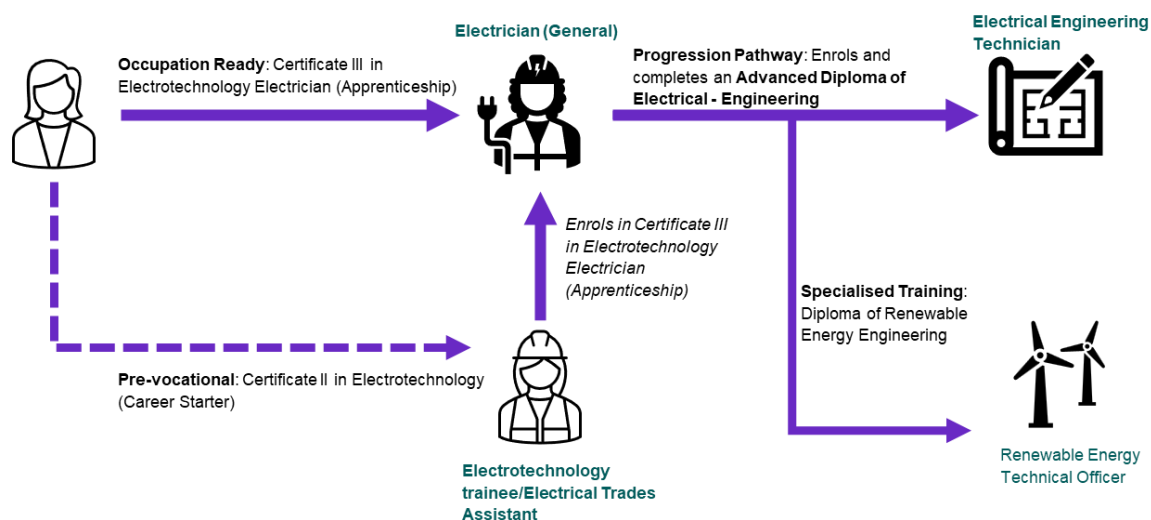 Electrician (General)
Occupation Ready: Certificate III in
Electrotechnology Electrician (Apprenticeship)
Progression Pathway: Enrols and
completes an Advanced Diploma of
Electrical - Engineering
Electrical Engineering
Technician
Enrols in Certificate III
in Electrotechnology
Electrician
(Apprenticeship)
Specialised Training:
Diploma of Renewable
Energy Engineering
Pre-vocational: Certificate II in Electrotechnology
(Career Starter)
Electrotechnology
trainee/Electrical Trades
Assistant
Renewable Energy
Technical Officer